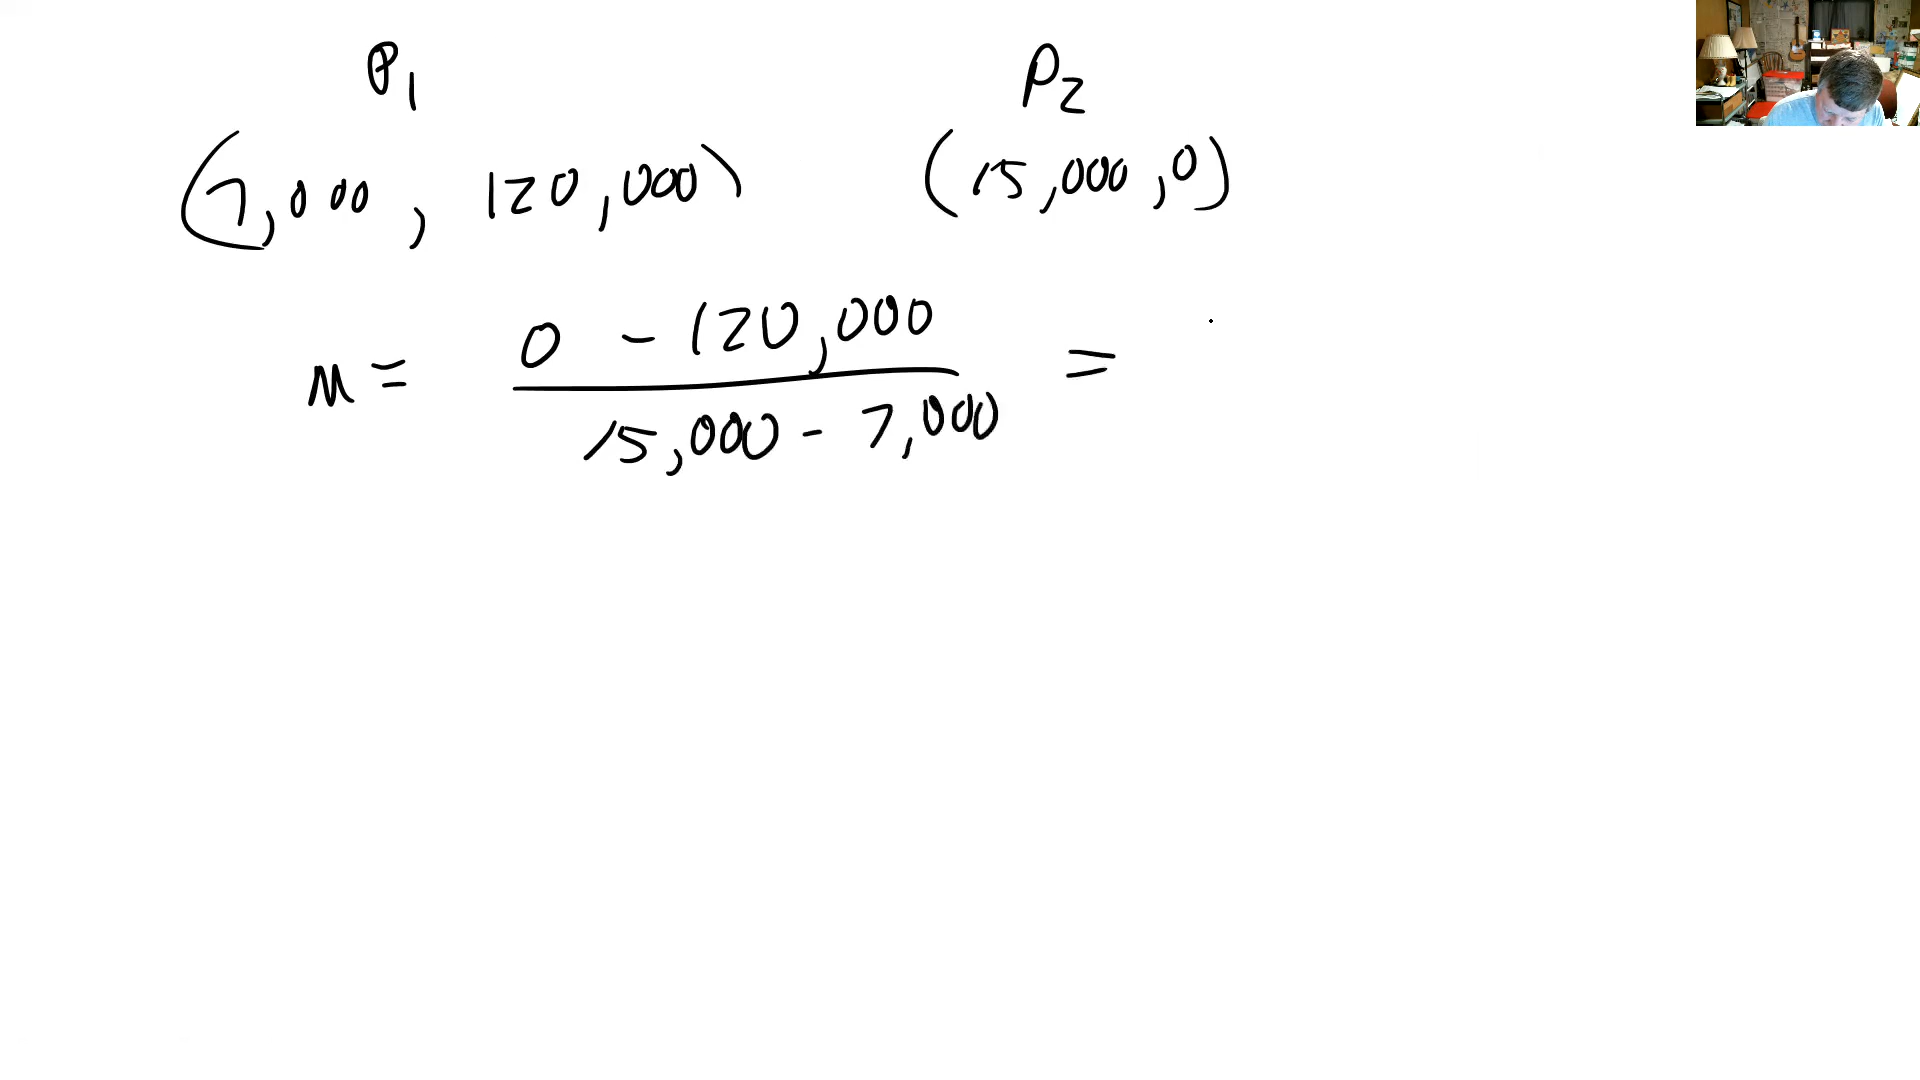 P1 P2
(7,000, 120,000) (15,000,0)
m = 0 - 120,000 =
15,000 - 7,000